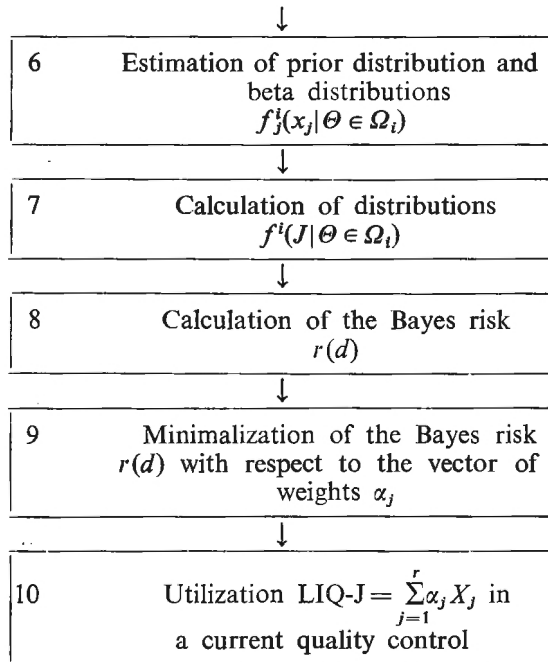 ↓
6 Estimation of prior distribution and
beta distributions
f_j^i(x_j|Θ ∈ Ω_i)
↓
7 Calculation of distributions
f^i(J|Θ ∈ Ω_i)
↓
8 Calculation of the Bayes risk
r(d)
↓
9 Minimalization of the Bayes risk
r(d) with respect to the vector of
weights α_j
↓
10 Utilization LIQ-J = \sum_{j=1}^{r} α_j X_j in
a current quality control